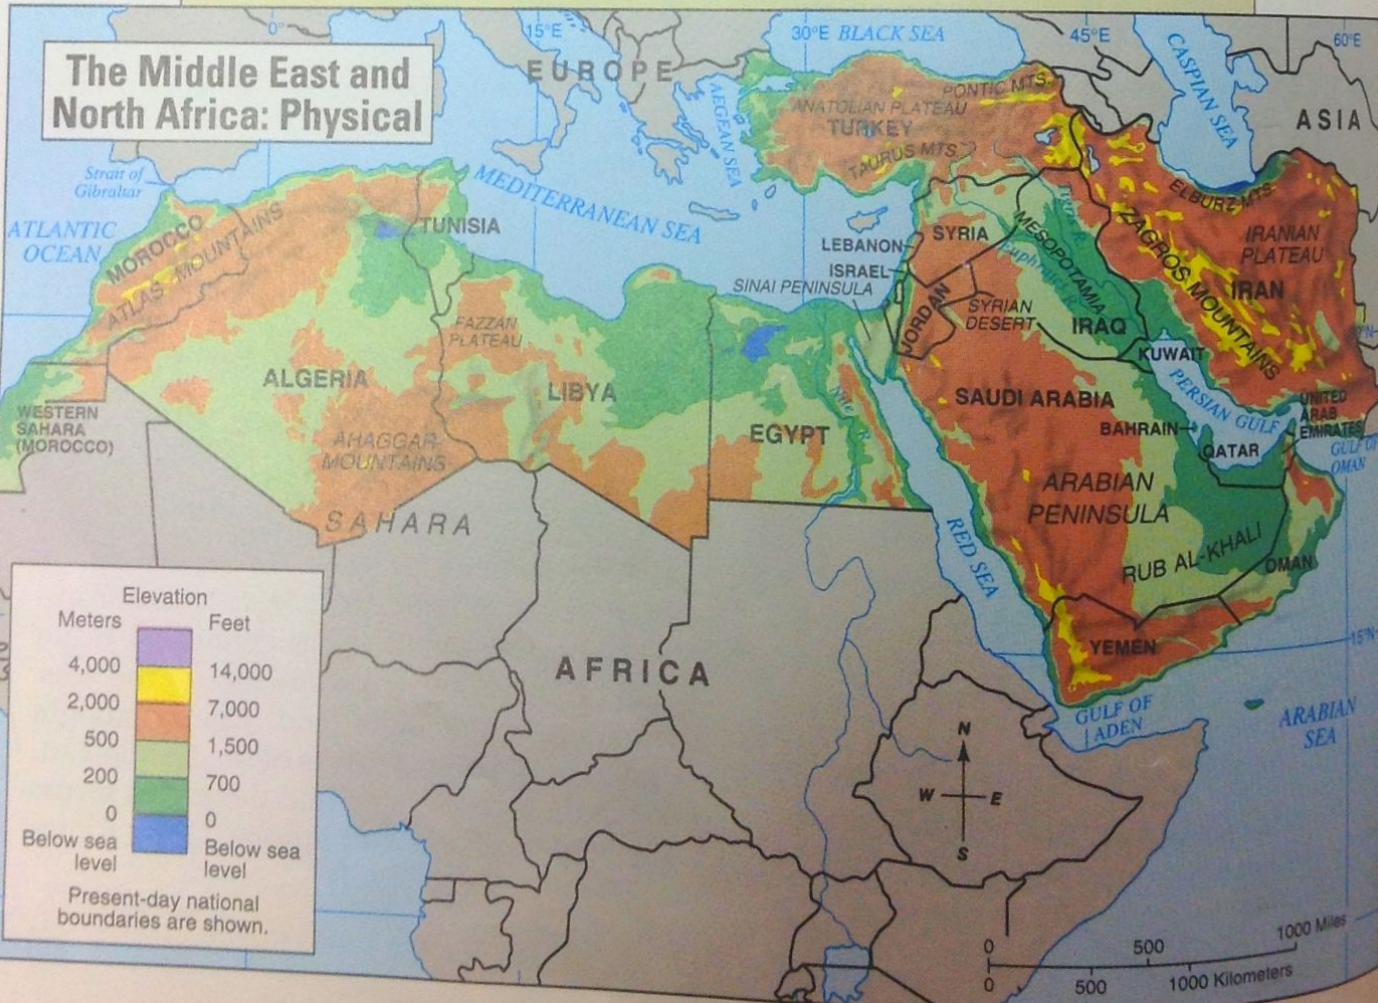 The Middle East and
North Africa: Physical
0°
15°E
30°E
BLACK SEA
45°E
CASPIAN SEA
60°E
EUROPE
ASIA
AEGEAN SEA
PONTIC MTS.
ANATOLIAN PLATEAU
TURKEY
TAURUS MTS.
ELBURZ MTS.
Strait of
Gibraltar
ATLANTIC
OCEAN
MEDITERRANEAN SEA
MOROCCO
ATLAS MOUNTAINS
TUNISIA
LEBANON
SYRIA
ISRAEL
SINAI PENINSULA
JORDAN
SYRIAN
DESERT
Tigris R.
Euphrates R.
MESOPOTAMIA
IRAQ
ZAGROS MOUNTAINS
IRANIAN
PLATEAU
IRAN
KUWAIT
FAZZAN
PLATEAU
ALGERIA
LIBYA
EGYPT
Nile R.
SAUDI ARABIA
BAHRAIN
PERSIAN GULF
QATAR
UNITED
ARAB
EMIRATES
GULF OF
OMAN
WESTERN
SAHARA
(MOROCCO)
AHAGGAR
MOUNTAINS
SAHARA
ARABIAN
PENINSULA
RED SEA
RUB AL-KHALI
OMAN
YEMEN
15°N
AFRICA
GULF OF
ADEN
ARABIAN
SEA
Elevation
Meters
Feet
4,000
14,000
2,000
7,000
500
1,500
200
700
0
0
Below sea
level
Below sea
level
Present-day national
boundaries are shown.
N
W
E
S
0
500
1000 Miles
0
500
1000 Kilometers